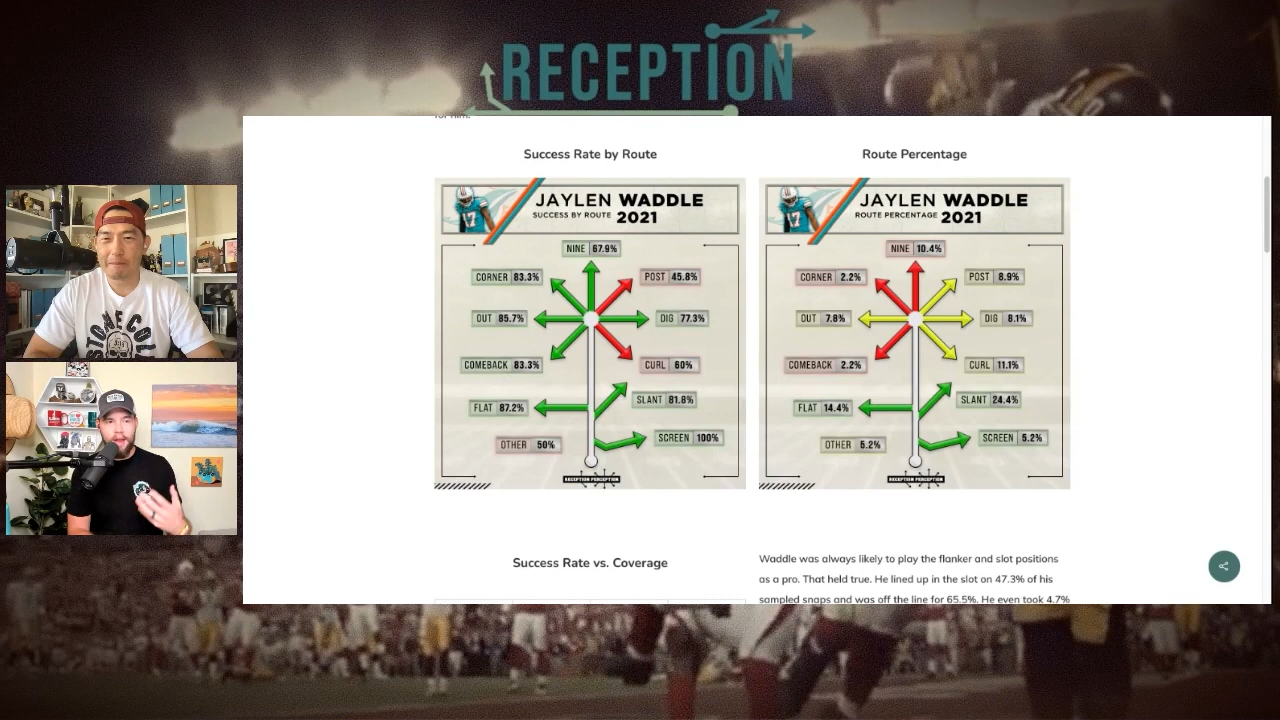 RECEPTION
for him.
Success Rate by Route
Route Percentage
JAYLEN WADDLE
SUCCESS BY ROUTE 2021
NINE 67.9%
CORNER 83.3%
POST 45.8%
OUT 85.7%
DIG 77.3%
COMEBACK 83.3%
CURL 60%
FLAT 87.2%
SLANT 81.8%
OTHER 50%
SCREEN 100%
RECEPTION PERCEPTION
JAYLEN WADDLE
ROUTE PERCENTAGE 2021
NINE 10.4%
CORNER 2.2%
POST 8.9%
OUT 7.8%
DIG 8.1%
COMEBACK 2.2%
CURL 11.1%
FLAT 14.4%
SLANT 24.4%
OTHER 5.2%
SCREEN 5.2%
RECEPTION PERCEPTION
Success Rate vs. Coverage
Waddle was always likely to play the flanker and slot positions
as a pro. That held true. He lined up in the slot on 47.3% of his
sampled snaps and was off the line for 65.5%. He even took 4.7%
STONE COL
17
17